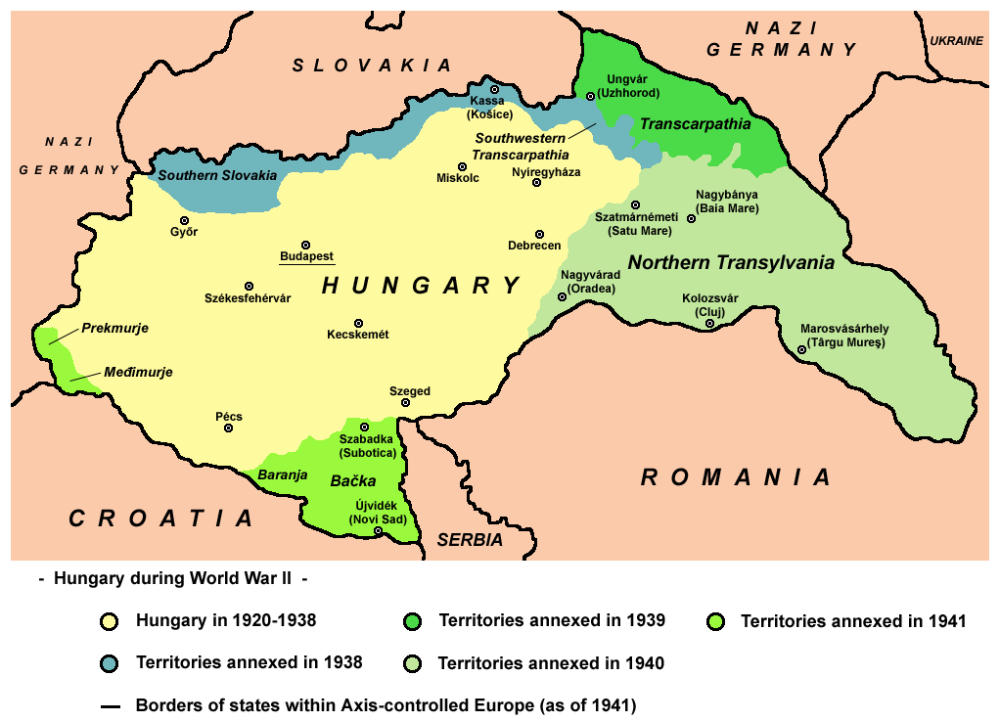 NAZI
GERMANY
UKRAINE
SLOVAKIA
Ungvár
(Uzhhorod)
Kassa
(Košice)
Transcarpathia
NAZI
GERMANY
Southwestern
Transcarpathia
Southern Slovakia
Miskolc
Nyíregyháza
Nagybánya
(Baia Mare)
Szatmárnémeti
(Satu Mare)
Győr
Debrecen
Budapest
Northern Transylvania
Nagyvárad
(Oradea)
HUNGARY
Székesfehérvár
Kolozsvár
(Cluj)
Prekmurje
Kecskemét
Marosvásárhely
(Târgu Mureş)
Međimurje
Szeged
Pécs
Szabadka
(Subotica)
Baranja
Bačka
ROMANIA
Újvidék
(Novi Sad)
CROATIA
SERBIA
- Hungary during World War II -
Hungary in 1920-1938
Territories annexed in 1939
Territories annexed in 1941
Territories annexed in 1938
Territories annexed in 1940
Borders of states within Axis-controlled Europe (as of 1941)